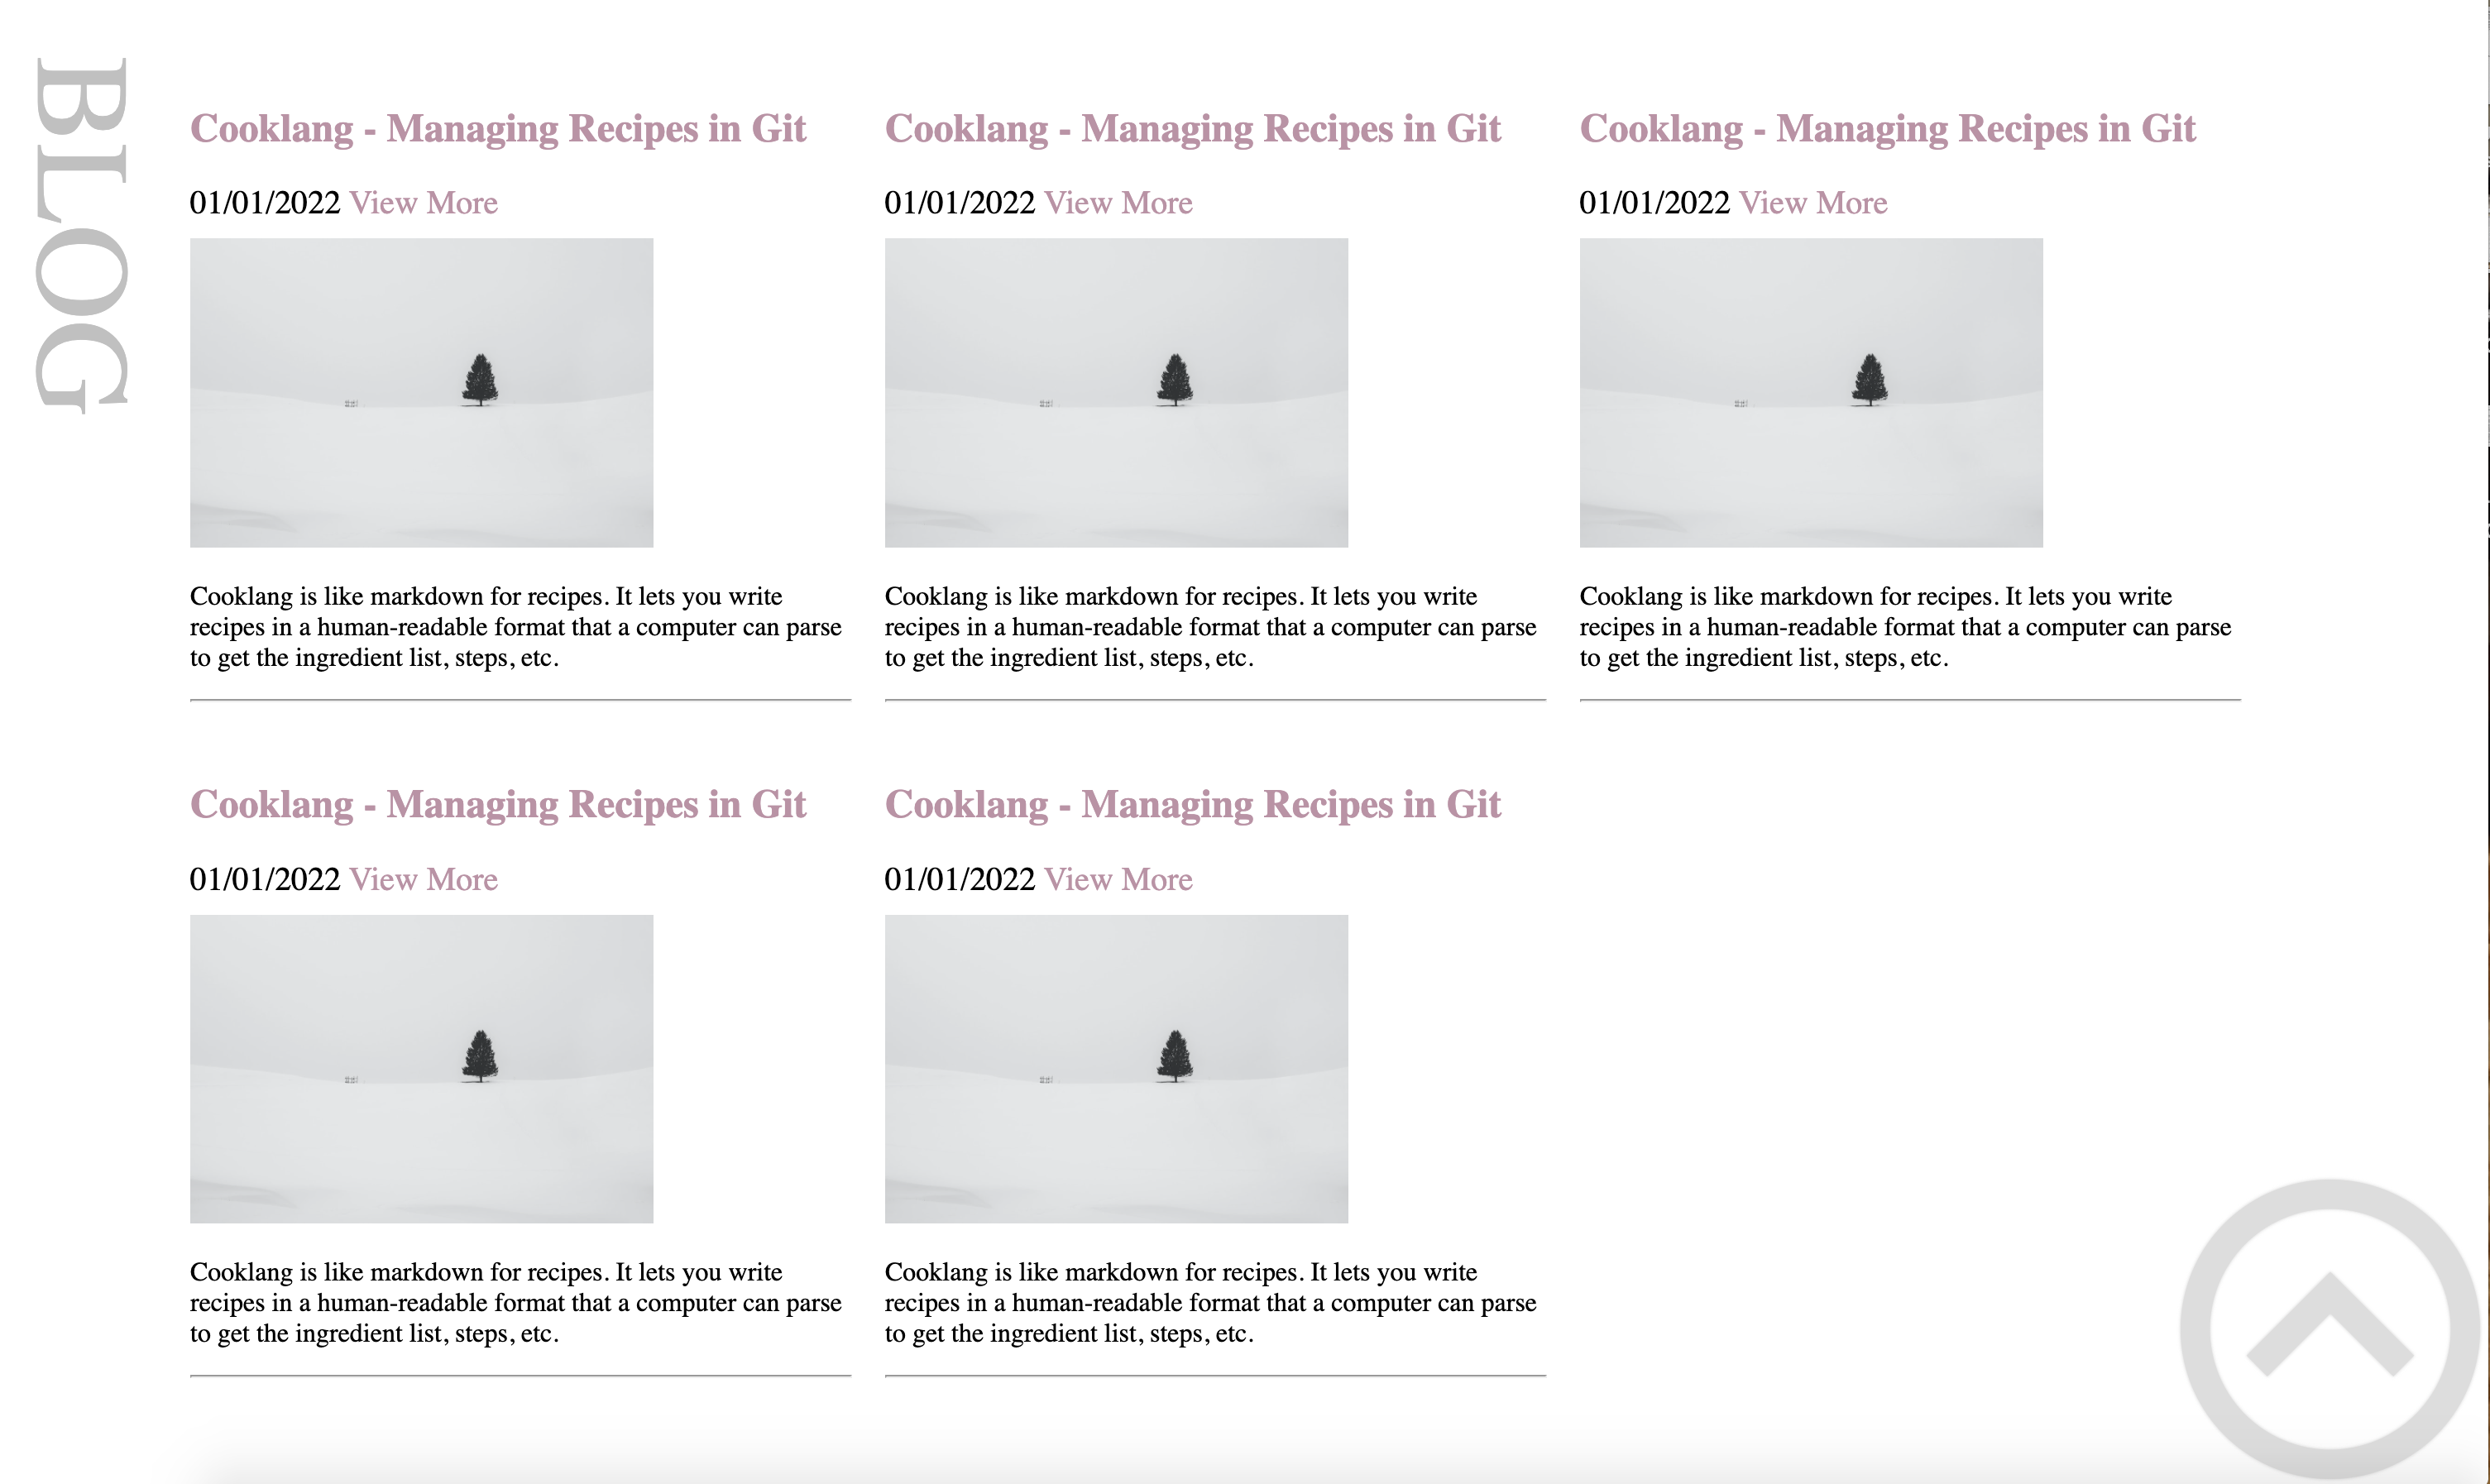 BLOG
Cooklang - Managing Recipes in Git
01/01/2022 View More
Cooklang is like markdown for recipes. It lets you write
recipes in a human-readable format that a computer can parse
to get the ingredient list, steps, etc.
Cooklang - Managing Recipes in Git
01/01/2022 View More
Cooklang is like markdown for recipes. It lets you write
recipes in a human-readable format that a computer can parse
to get the ingredient list, steps, etc.
Cooklang - Managing Recipes in Git
01/01/2022 View More
Cooklang is like markdown for recipes. It lets you write
recipes in a human-readable format that a computer can parse
to get the ingredient list, steps, etc.
Cooklang - Managing Recipes in Git
01/01/2022 View More
Cooklang is like markdown for recipes. It lets you write
recipes in a human-readable format that a computer can parse
to get the ingredient list, steps, etc.
Cooklang - Managing Recipes in Git
01/01/2022 View More
Cooklang is like markdown for recipes. It lets you write
recipes in a human-readable format that a computer can parse
to get the ingredient list, steps, etc.